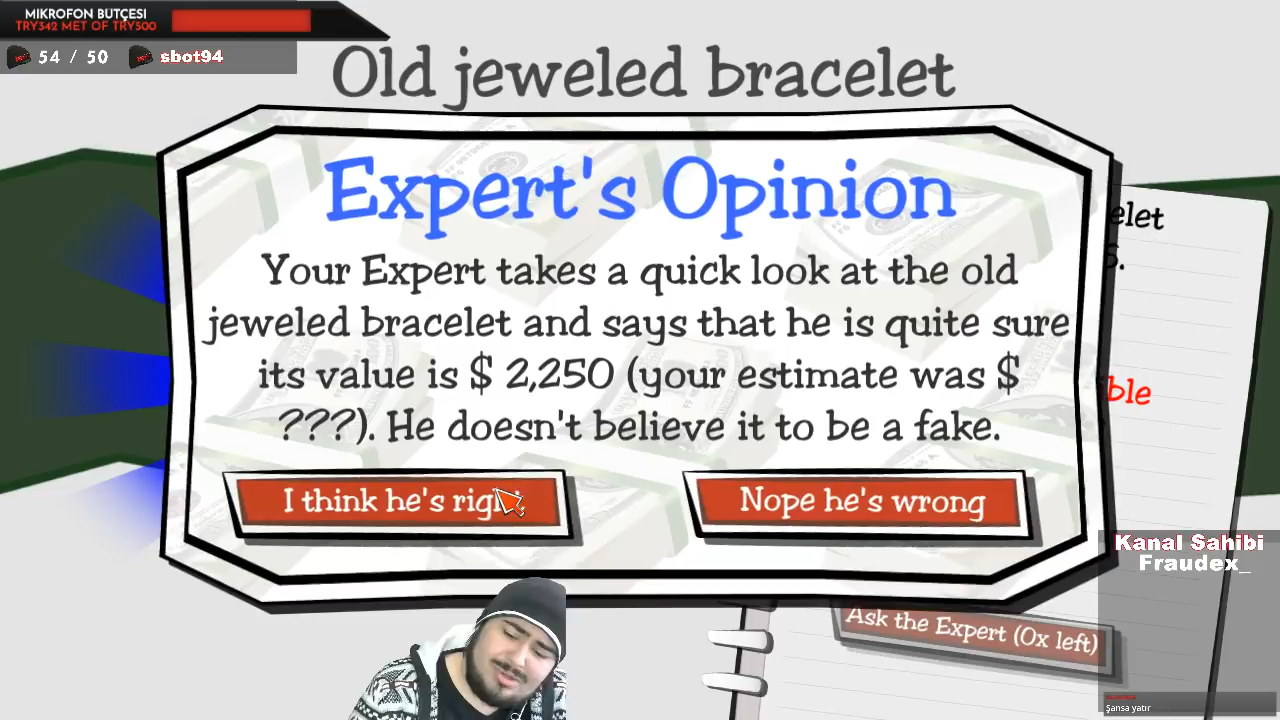 MIKROFON BUTÇESI
TRY342 MET OF TRY500
54 / 50 sbot94
Old jeweled bracelet
Expert's Opinion
Your Expert takes a quick look at the old
jeweled bracelet and says that he is quite sure
its value is $ 2,250 (your estimate was $
???). He doesn't believe it to be a fake.
I think he's righ
Nope he's wrong
elet
ble
Ask the Expert (0x left)
Kanal Sahibi
Fraudex_
Şansa yatır